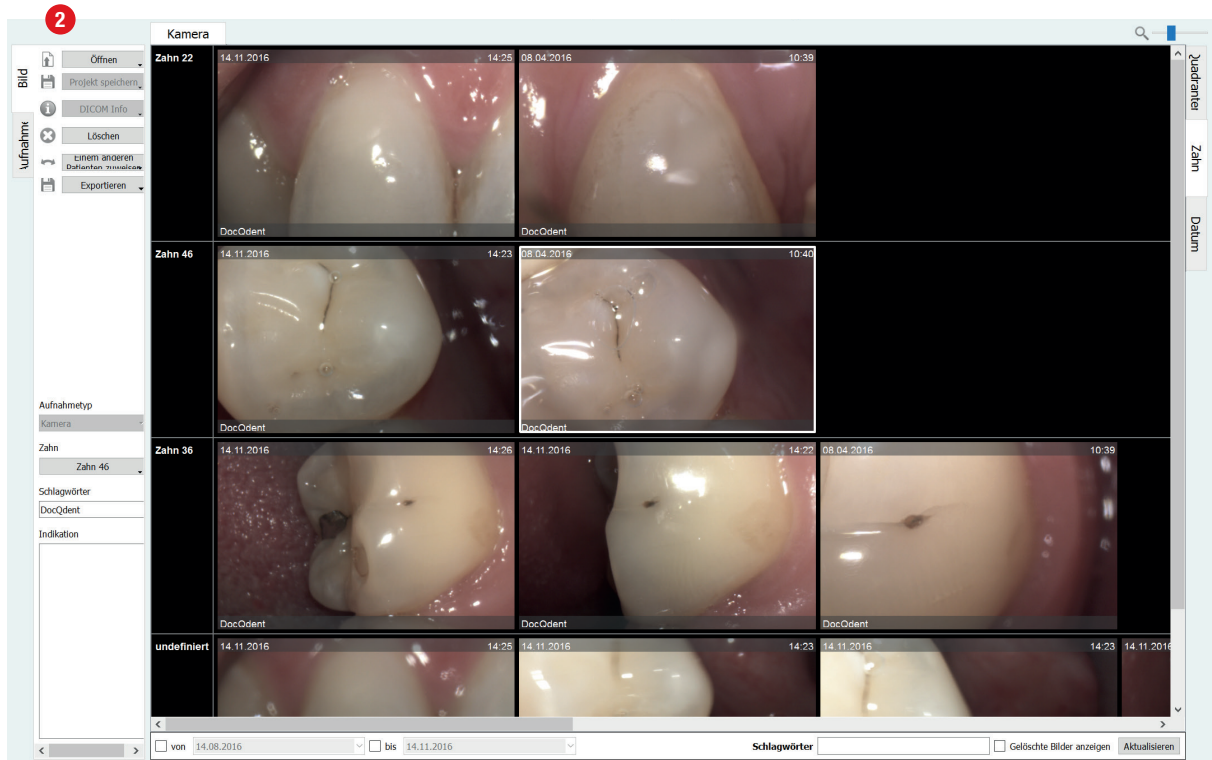 2
Kamera
Bild
Aufnahme
Öffnen
Projekt speichern
DICOM Info
Löschen
Einem anderen
Patienten zuweisen
Exportieren
Aufnahmetyp
Kamera
Zahn
Zahn 46
Schlagwörter
DocQdent
Indikation
Zahn 22
14.11.2016 14:25
DocQdent
08.04.2016 10:39
DocQdent
Zahn 46
14.11.2016 14:23
DocQdent
08.04.2016 10:40
DocQdent
Zahn 36
14.11.2016 14:26
DocQdent
14.11.2016 14:22
DocQdent
08.04.2016 10:39
DocQdent
undefiniert
14.11.2016 14:25
14.11.2016 14:23
14.11.2016 14:23
14.11.2016
Quadranter
Zahn
Datum
von 14.08.2016 bis 14.11.2016 Schlagwörter Gelöschte Bilder anzeigen Aktualisieren